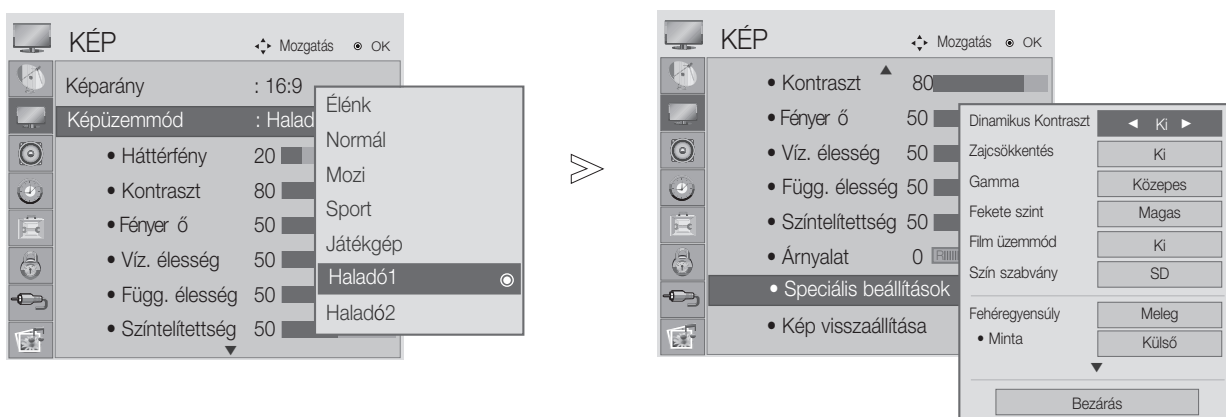 KÉP
Mozgatás OK
Képarány : 16:9
Képüzemmód : Halad
• Háttérfény 20
• Kontraszt 80
• Fényer ő 50
• Víz. élesség 50
• Függ. élesség 50
• Színtelítettség 50
Élénk
Normál
Mozi
Sport
Játékgép
Haladó1
Haladó2
KÉP
Mozgatás OK
• Kontraszt 80
• Fényer ő 50
• Víz. élesség 50
• Függ. élesség 50
• Színtelítettség 50
• Árnyalat 0
• Speciális beállítások
• Kép visszaállítása
Dinamikus Kontraszt Ki
Zajcsökkentés Ki
Gamma Közepes
Fekete szint Magas
Film üzemmód Ki
Szín szabvány SD
Fehéregyensúly Meleg
• Minta Külső
Bezárás